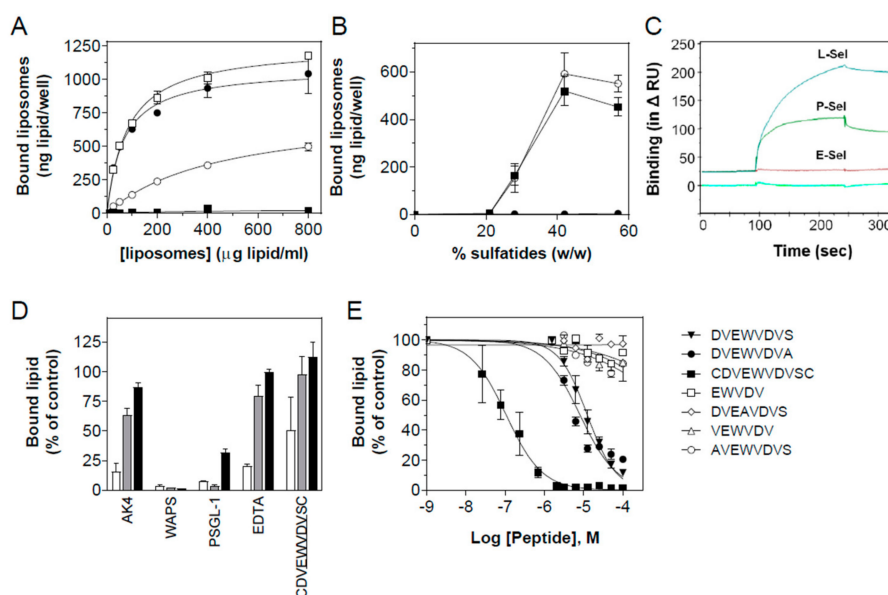 A
Bound liposomes
(ng lipid/well)
1250
1000
750
500
250
0
0 200 400 600 800
[liposomes] (μg lipid/ml)
B
Bound liposomes
(ng lipid/well)
600
400
200
0
0 20 40 60
% sulfatides (w/w)
C
Binding (in Δ RU)
250
200
150
100
50
0
L-Sel
P-Sel
E-Sel
0 100 200 300
Time (sec)
D
Bound lipid
(% of control)
125
100
75
50
25
0
AK4
WAPS
PSGL-1
EDTA
CDVEWVDVSC
E
Bound lipid
(% of control)
100
80
60
40
20
0
-9 -8 -7 -6 -5 -4
Log [Peptide], M
DVEWVDVS
DVEWVDVA
CDVEWVDVSC
EWVDV
DVEAVDVS
VEWVDV
AVEWVDVS